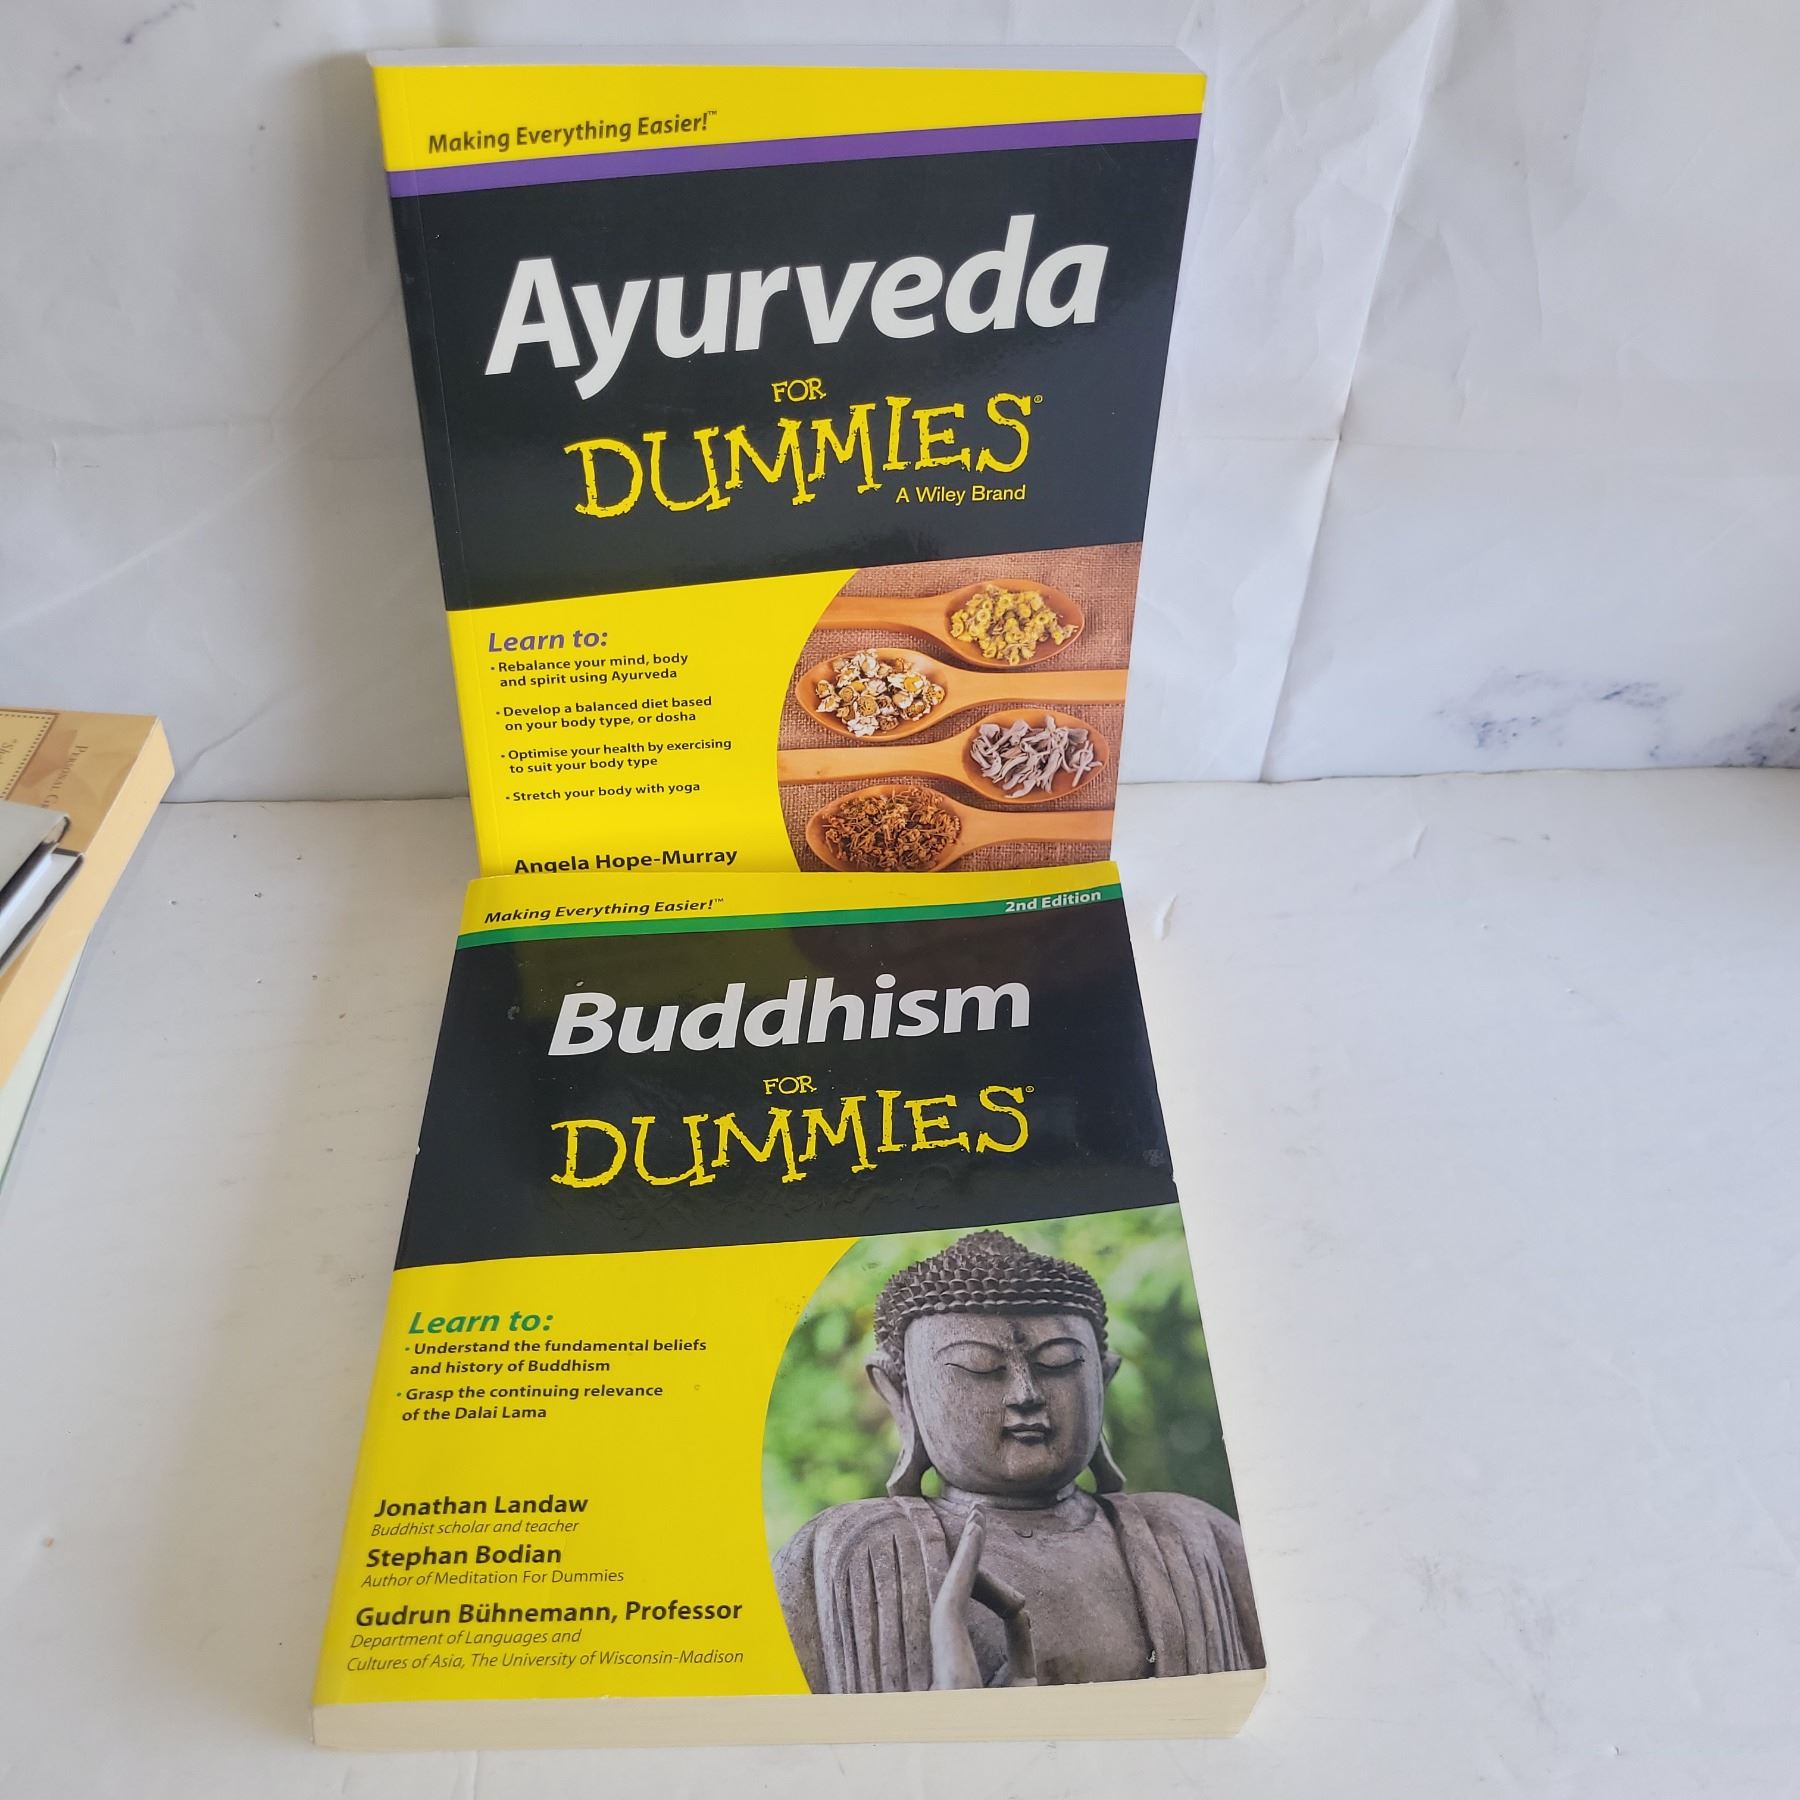 Making Everything Easier!™
Ayurveda
FOR
DUMMIES®
A Wiley Brand
Learn to:
• Rebalance your mind, body
and spirit using Ayurveda
• Develop a balanced diet based
on your body type, or dosha
• Optimise your health by exercising
to suit your body type
• Stretch your body with yoga
Angela Hope-Murray
Making Everything Easier!™
2nd Edition
Buddhism
FOR
DUMMIES®
Learn to:
• Understand the fundamental beliefs
and history of Buddhism
• Grasp the continuing relevance
of the Dalai Lama
Jonathan Landaw
Buddhist scholar and teacher
Stephan Bodian
Author of Meditation For Dummies
Gudrun Bühnemann, Professor
Department of Languages and
Cultures of Asia, The University of Wisconsin-Madison